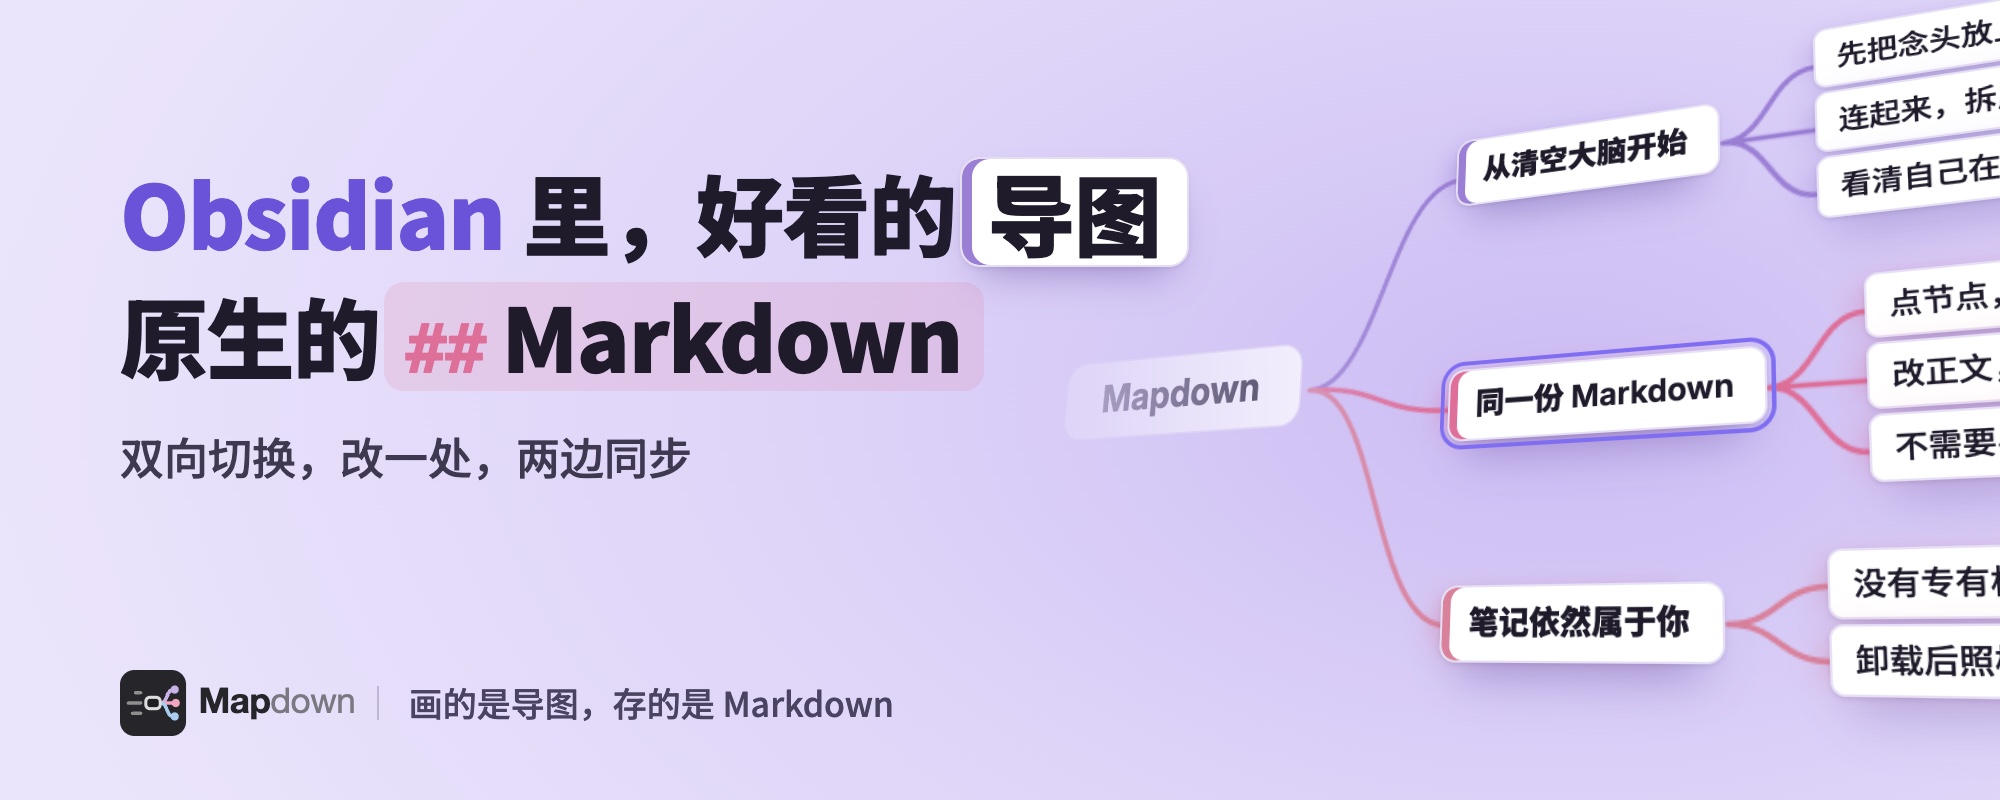 Obsidian 里，好看的 导图
原生的 ## Markdown
双向切换，改一处，两边同步
Mapdown
画的是导图，存的是 Markdown
Mapdown
从清空大脑开始
先把念头放
连起来，拆
看清自己在
同一份 Markdown
点节点，
改正文，
不需要
笔记依然属于你
没有专有
卸载后照